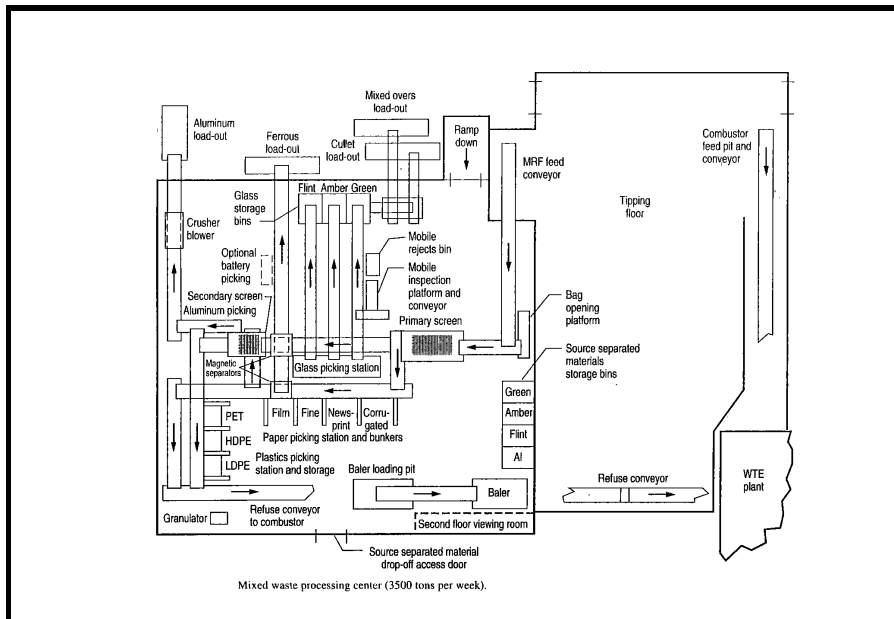 Mixed overs
load-out
Aluminum
load-out
Ferrous
load-out
Cullet
load-out
Ramp
down
MRF feed
conveyor
Combustor
feed pit and
conveyor
Tipping
floor
Flint Amber Green
Glass
storage
bins
Crusher
blower
Optional
battery
picking
Mobile
rejects bin
Mobile
inspection
platform and
conveyor
Secondary screen
Aluminum picking
Primary screen
Bag
opening
platform
Magnetic
separators
Glass picking station
Source separated
materials
storage bins
Green
Amber
Flint
Al
PET
HDPE
LDPE
Film
Fine
News-
print
Corru-
gated
Paper picking station and bunkers
Plastics picking
station and storage
Baler loading pit
Baler
Refuse conveyor
WTE
plant
Granulator
Refuse conveyor
to combustor
Second floor viewing room
Source separated material
drop-off access door
Mixed waste processing center (3500 tons per week).